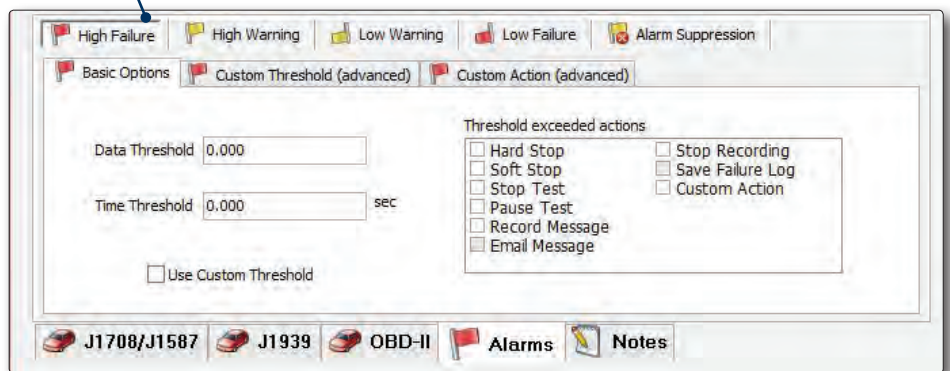 High Failure High Warning Low Warning Low Failure Alarm Suppression
Basic Options Custom Threshold (advanced) Custom Action (advanced)
Data Threshold 0.000
Time Threshold 0.000 sec
Use Custom Threshold
Threshold exceeded actions
Hard Stop
Soft Stop
Stop Test
Pause Test
Record Message
Email Message
Stop Recording
Save Failure Log
Custom Action
J1708/J1587 J1939 OBD-II Alarms Notes